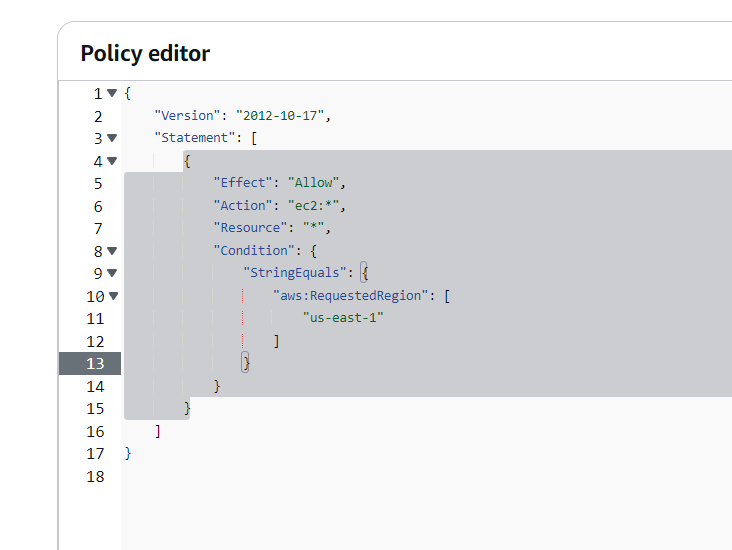 Policy editor
1 {
2 "Version": "2012-10-17",
3 "Statement": [
4 {
5 "Effect": "Allow",
6 "Action": "ec2:*",
7 "Resource": "*",
8 "Condition": {
9 "StringEquals": {
10 "aws:RequestedRegion": [
11 "us-east-1"
12 ]
13 }
14 }
15 }
16 ]
17 }
18